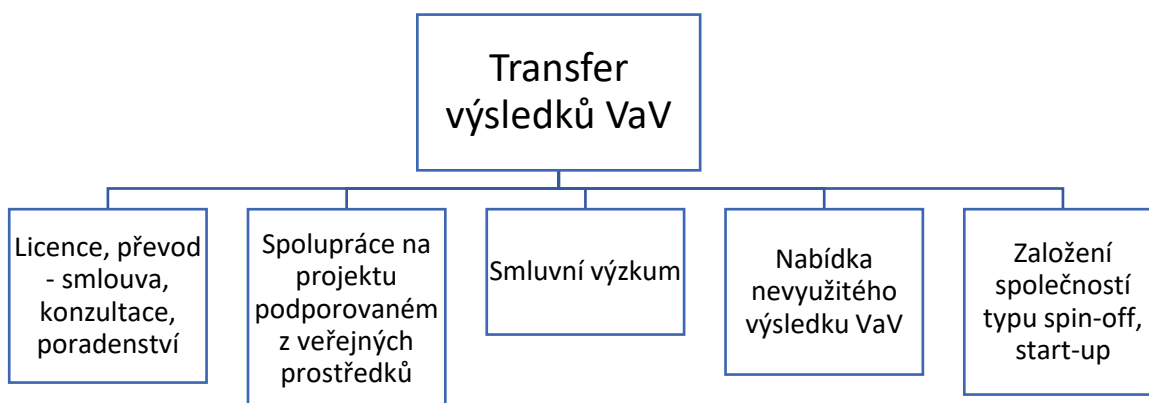 Transfer
výsledků VaV
Licence, převod
- smlouva,
konzultace,
poradenství
Spolupráce na
projektu
podporovaném
z veřejných
prostředků
Smluvní výzkum
Nabídka
nevyužitého
výsledku VaV
Založení
společností
typu spin-off,
start-up